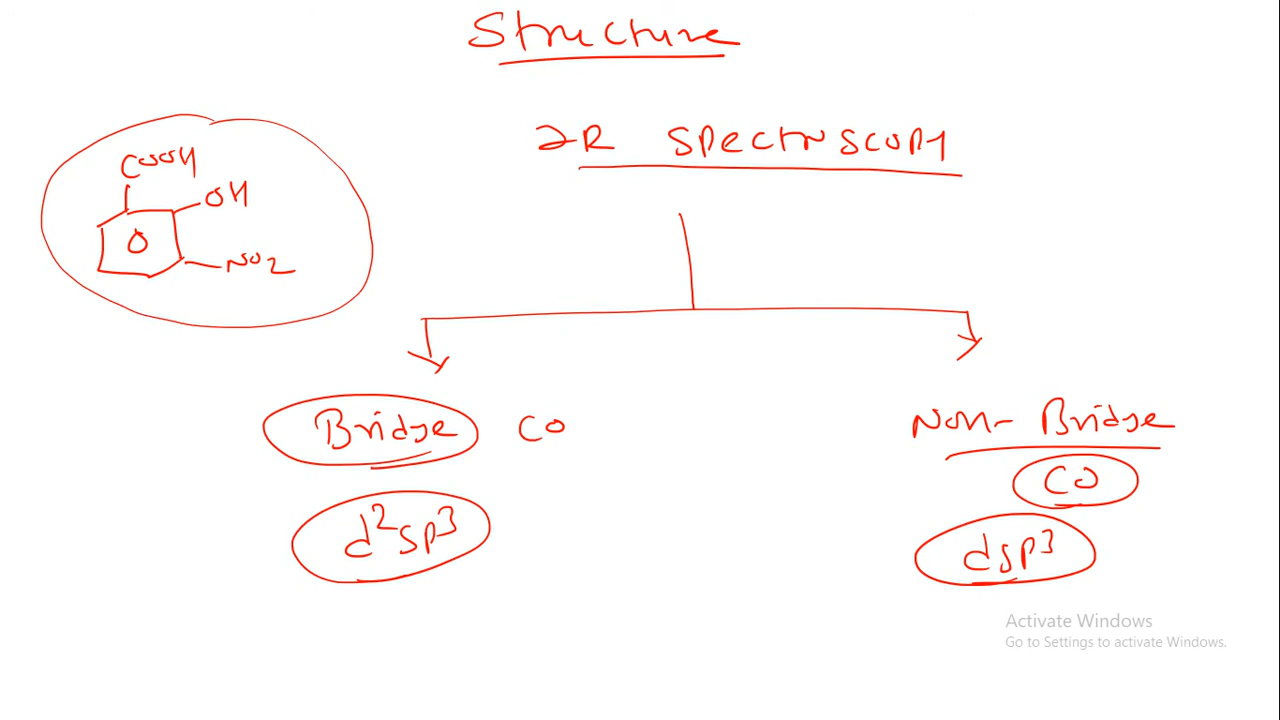 Structure
IR SPECTROSCOPY
COOH
OH
NO2
Bridge CO
Non-Bridge
CO
d²sp³
dsp³
Activate Windows
Go to Settings to activate Windows.